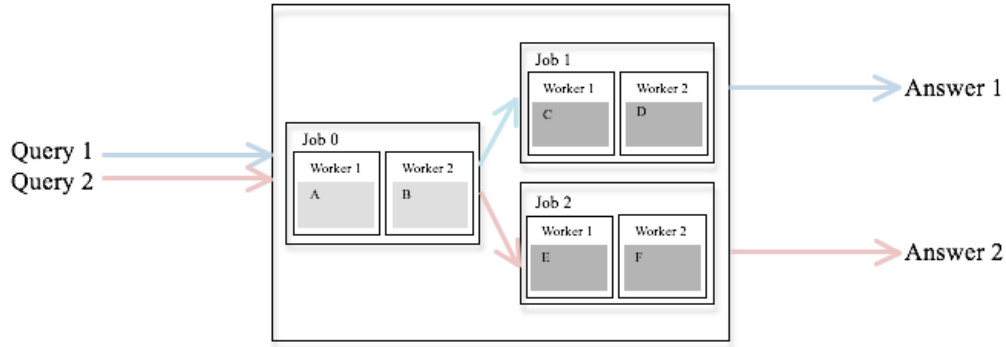 Query 1
Query 2
Job 0
Worker 1
A
Worker 2
B
Job 1
Worker 1
C
Worker 2
D
Job 2
Worker 1
E
Worker 2
F
Answer 1
Answer 2